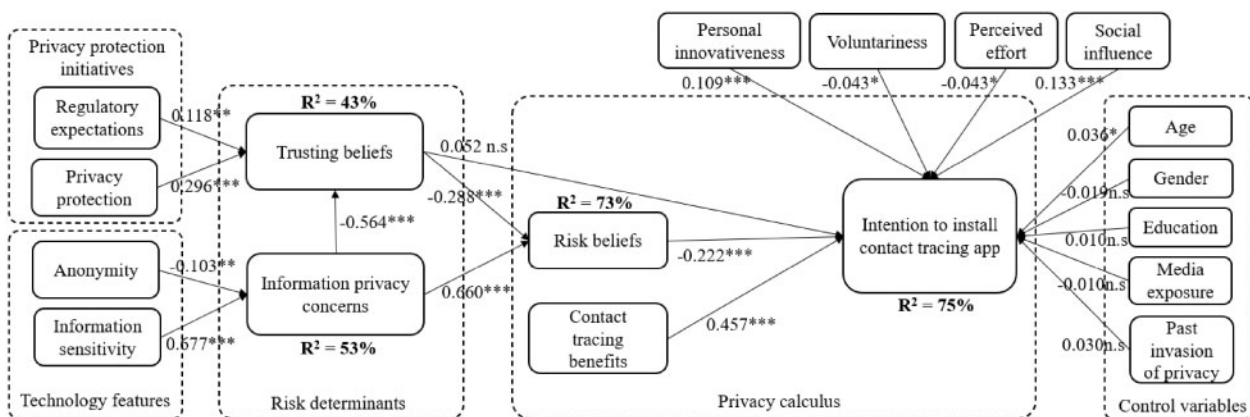 Privacy protection
initiatives
Regulatory
expectations
0.118**
Privacy
protection
0.296***
Anonymity
-0.103**
Information
sensitivity
0.677***
Technology features
R² = 43%
Trusting beliefs
-0.564***
Information privacy
concerns
R² = 53%
Risk determinants
0.052 n.s
-0.288***
0.660***
R² = 73%
Risk beliefs
-0.222***
Contact
tracing
benefits
0.457***
Privacy calculus
Personal
innovativeness
0.109***
Voluntariness
-0.043*
Perceived
effort
-0.043*
Social
influence
0.133***
Intention to install
contact tracing app
R² = 75%
0.036*
Age
-0.019n.s
Gender
0.010n.s
Education
-0.010n.s
Media
exposure
0.030n.s
Past
invasion
of privacy
Control variables